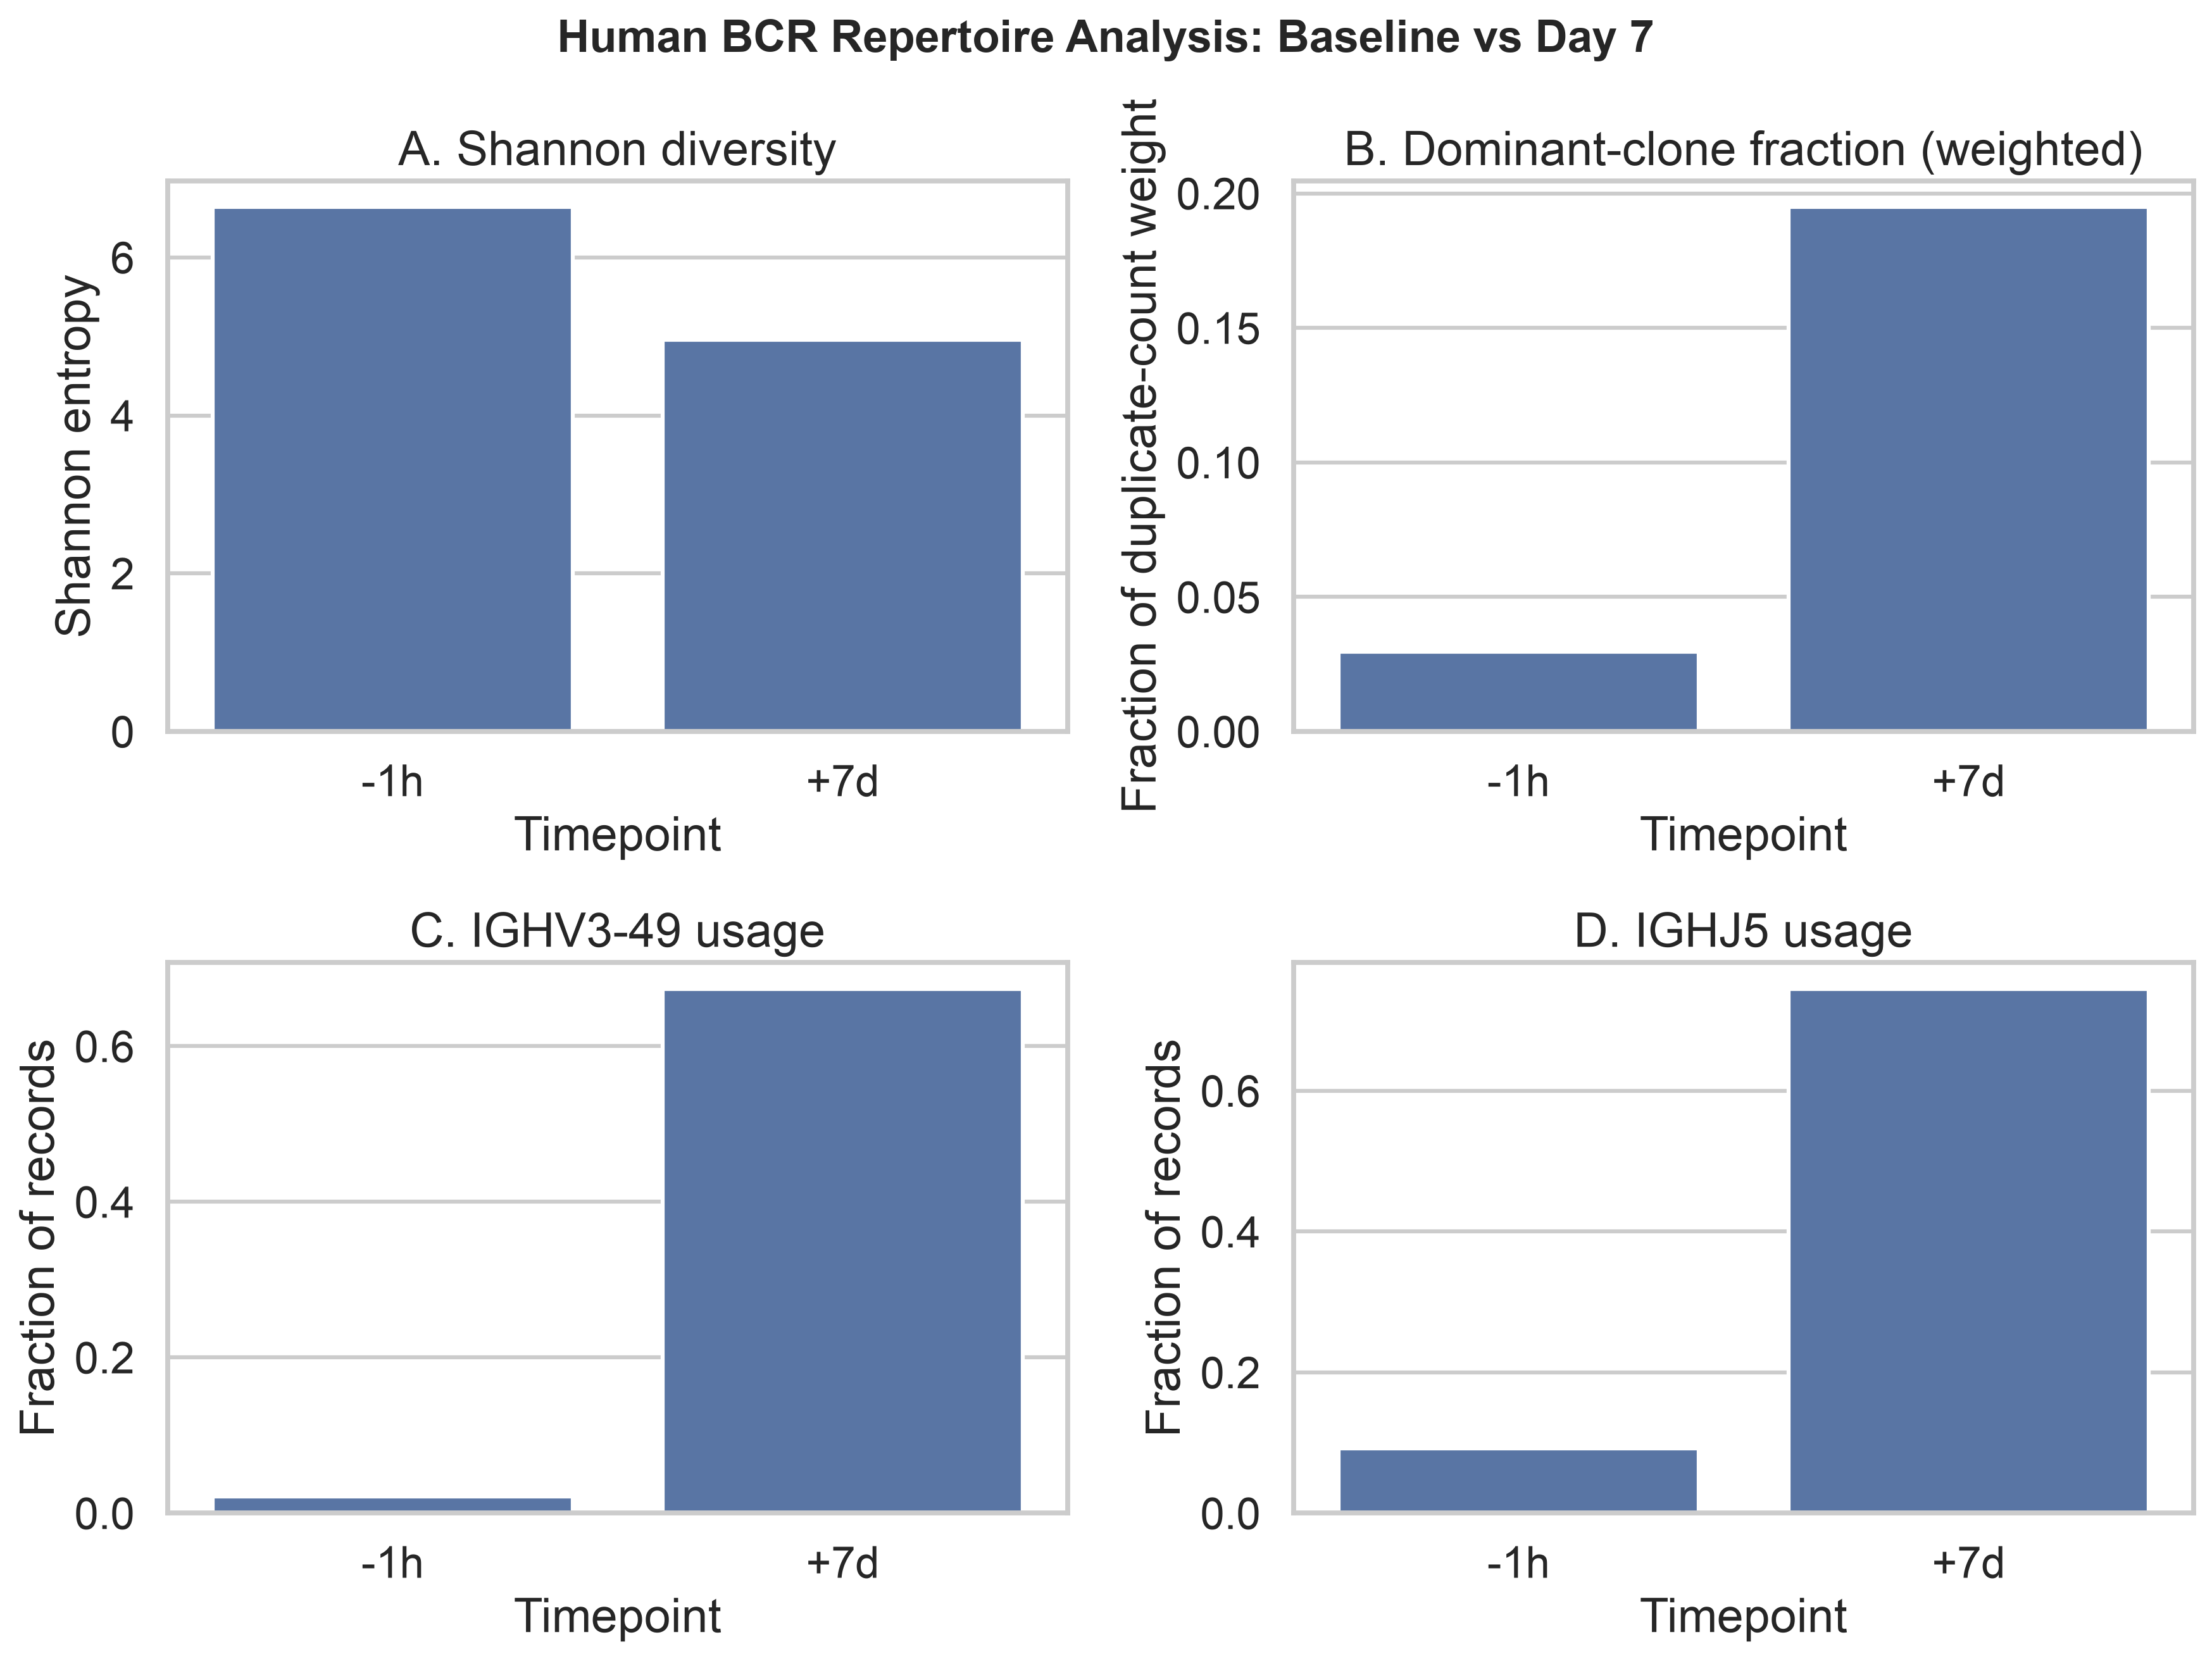 Human BCR Repertoire Analysis: Baseline vs Day 7
A. Shannon diversity
Shannon entropy
6
4
2
0
-1h
+7d
Timepoint
B. Dominant-clone fraction (weighted)
Fraction of duplicate-count weight
0.20
0.15
0.10
0.05
0.00
-1h
+7d
Timepoint
C. IGHV3-49 usage
Fraction of records
0.6
0.4
0.2
0.0
-1h
+7d
Timepoint
D. IGHJ5 usage
Fraction of records
0.6
0.4
0.2
0.0
-1h
+7d
Timepoint